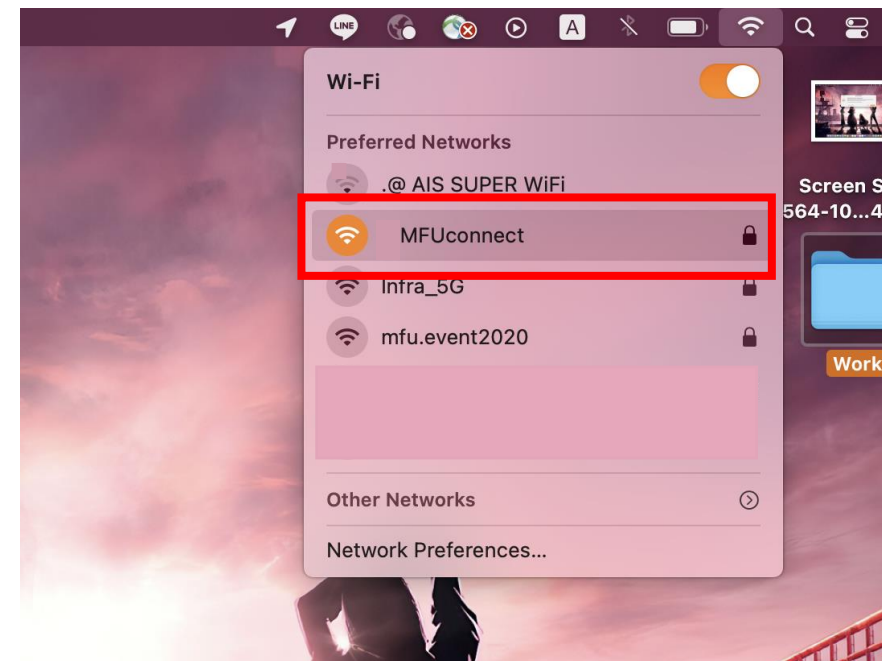 LINE
A
Wi-Fi
Preferred Networks
.@ AIS SUPER WiFi
MFUconnect
Infra_5G
mfu.event2020
Other Networks
Network Preferences...
Screen S
564-10...4
Work